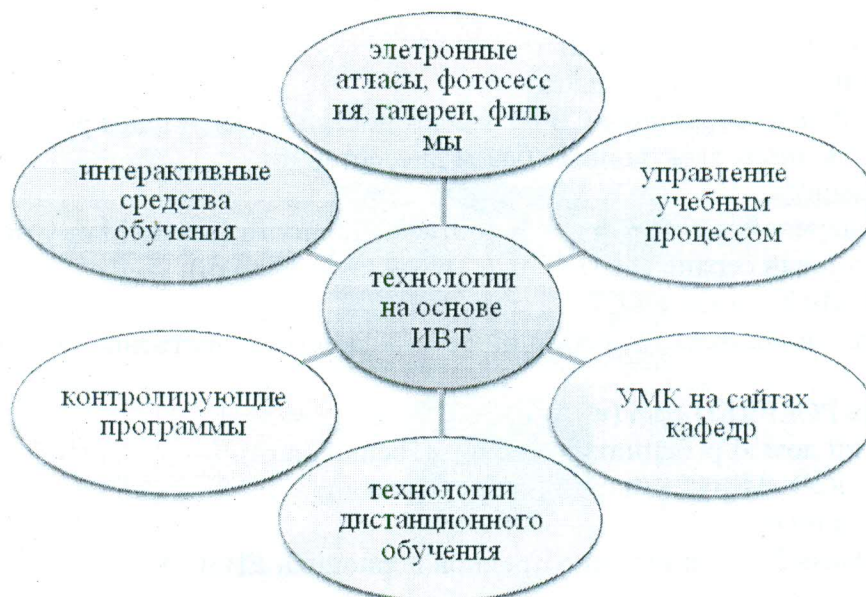 элетронные
атласы, фотосесс
ия, галереи, филь
мы
интерактивные
средства
обучения
управление
учебным
процессом
технологии
на основе
ИВТ
контролирующие
программы
УМК на сайтах
кафедр
технологии
дистанционного
обучения